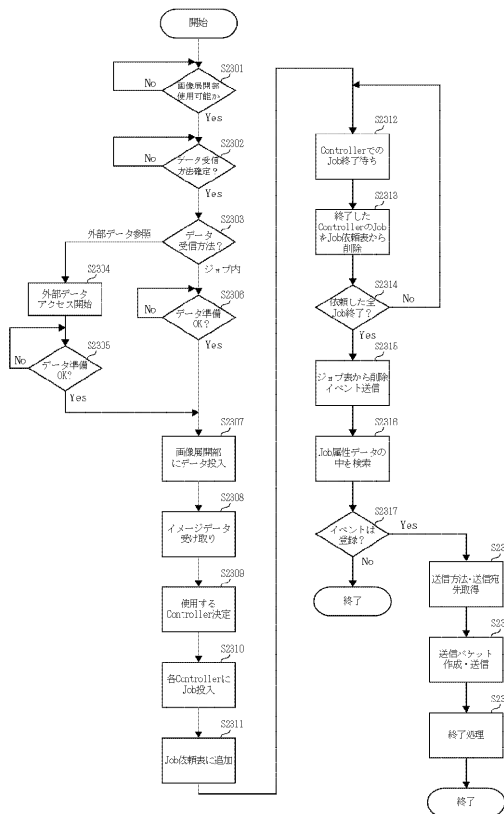 開始
S2301
画像展開部
使用可能か
No
Yes
S2302
データ受信
方法確定?
No
Yes
S2303
データ
受信方法?
外部データ参照
ジョブ内
S2304
外部データ
アクセス開始
S2305
データ準備
OK?
No
Yes
S2306
データ準備
OK?
No
Yes
S2307
画像展開部
にデータ投入
S2308
イメージデータ
受け取り
S2309
使用する
Controller決定
S2310
各Controllerに
Job投入
S2311
Job依頼表に追加
S2312
Controllerでの
Job終了待ち
S2313
終了した
ControllerのJob
をJob依頼表から
削除
S2314
依頼した全
Job終了?
No
Yes
S2315
ジョブ表から削除
イベント送信
S2316
Job属性データの
中を検索
S2317
イベントは
登録?
Yes
No
終了
S23
送信方法・送信宛
先取得
S23
送信パケット
作成・送信
S23
終了処理
終了